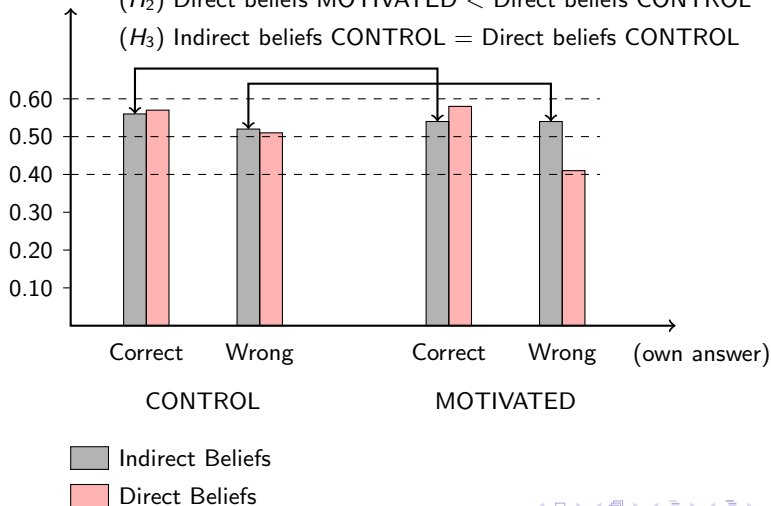 (H2) Direct beliefs MOTIVATED < Direct beliefs CONTROL
(H3) Indirect beliefs CONTROL = Direct beliefs CONTROL
0.60
0.50
0.40
0.30
0.20
0.10
Correct Wrong Correct Wrong (own answer)
CONTROL MOTIVATED
Indirect Beliefs
Direct Beliefs